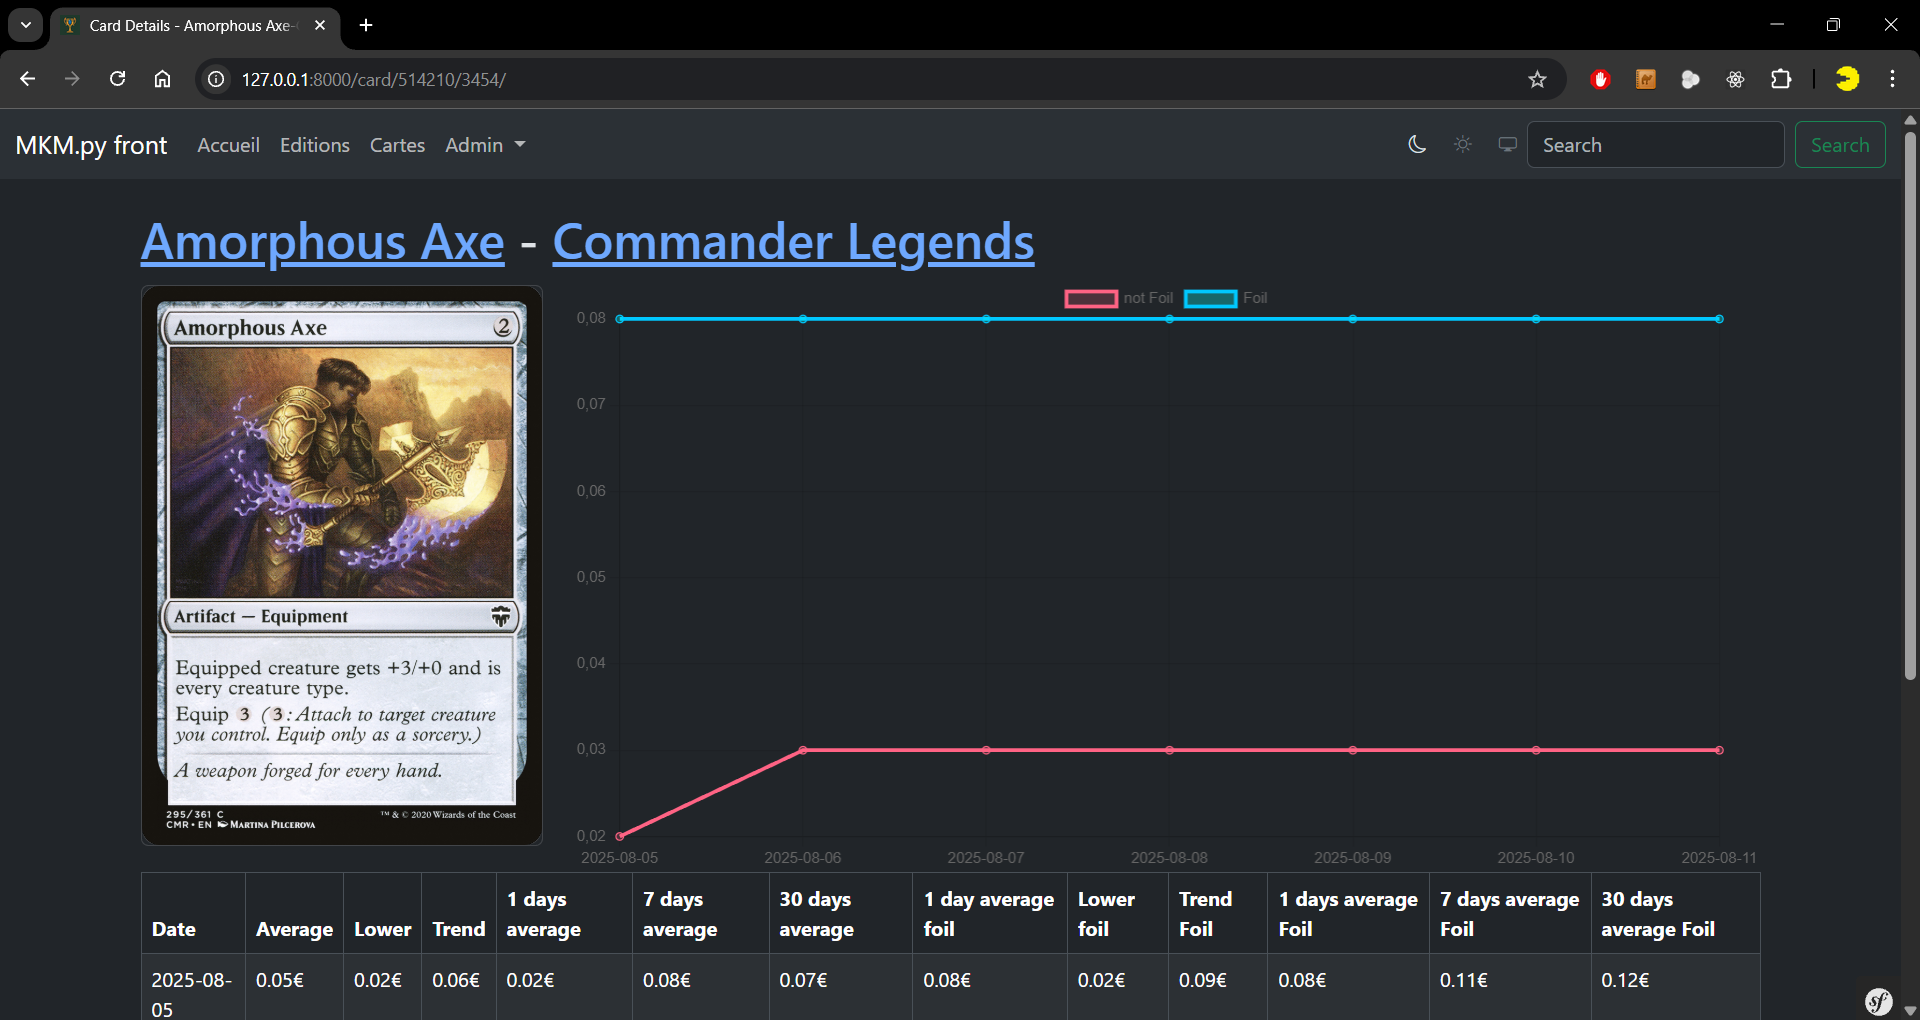 Card Details - Amorphous Axe-
127.0.0.1:8000/card/514210/3454/
MKM.py front Accueil Editions Cartes Admin Search Search
Amorphous Axe - Commander Legends
Amorphous Axe 2
Artifact — Equipment
Equipped creature gets +3/+0 and is
every creature type.
Equip 3 (3: Attach to target creature
you control. Equip only as a sorcery.)
A weapon forged for every hand.
295/361 C
CMR • EN MARTINA PILCEROVA
™ & © 2020 Wizards of the Coast
not Foil Foil
0,08
0,07
0,06
0,05
0,04
0,03
0,02
2025-08-05 2025-08-06 2025-08-07 2025-08-08 2025-08-09 2025-08-10 2025-08-11
Date Average Lower Trend 1 days average 7 days average 30 days average 1 day average foil Lower foil Trend Foil 1 days average Foil 7 days average Foil 30 days average Foil
2025-08-05 0.05€ 0.02€ 0.06€ 0.02€ 0.08€ 0.07€ 0.08€ 0.02€ 0.09€ 0.08€ 0.11€ 0.12€
sf